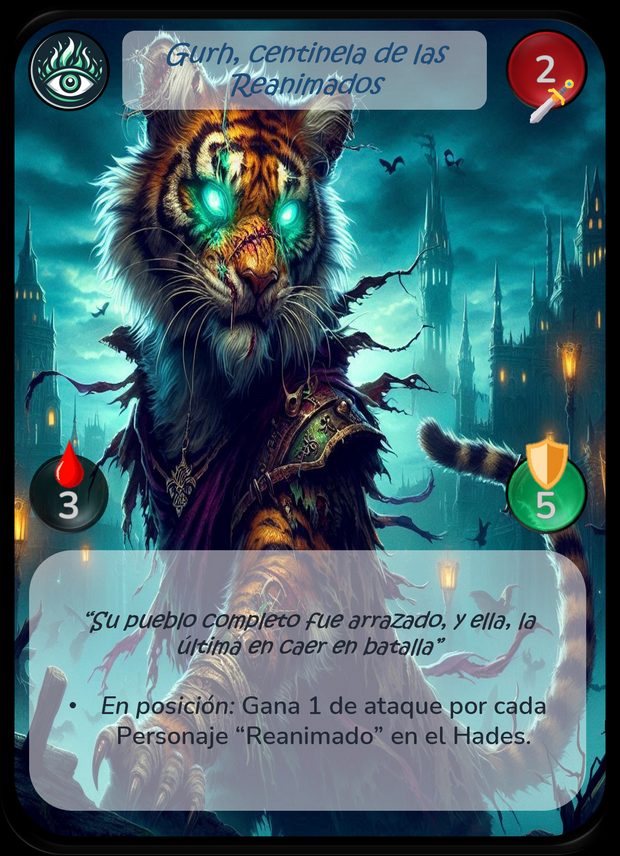 Gurh, centinela de las
Reanimados
2
3
5
“Su pueblo completo fue arrazado, y ella, la
última en caer en batalla”
• En posición: Gana 1 de ataque por cada
Personaje “Reanimado” en el Hades.